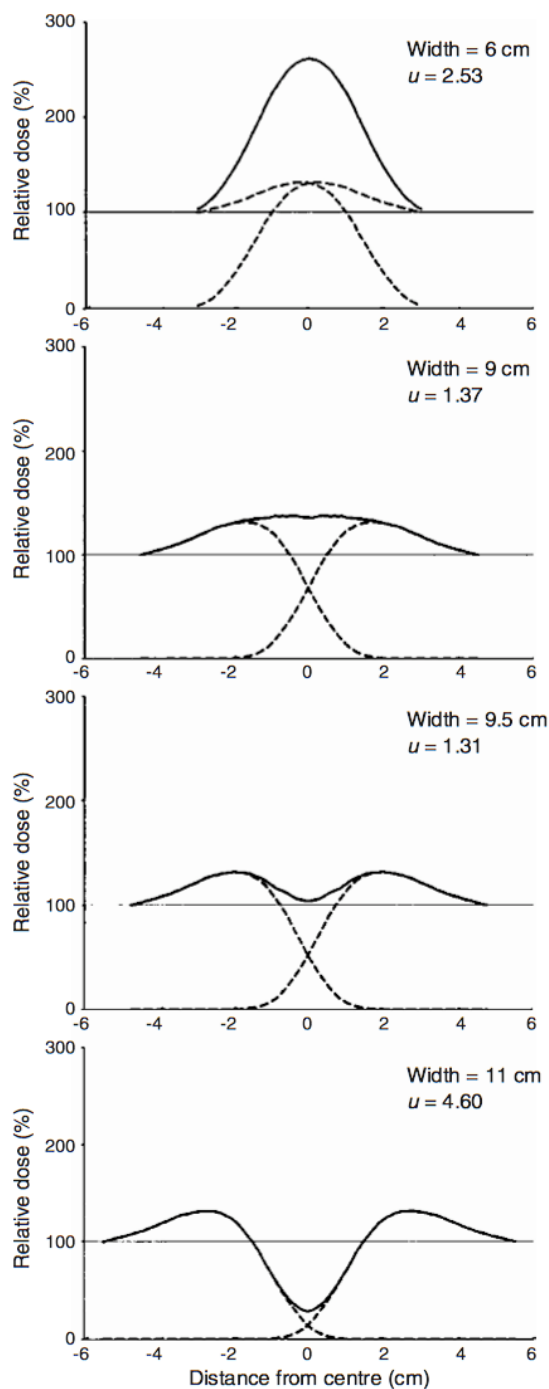 300
Width = 6 cm
u = 2.53
200
100
0
Relative dose (%)
-6 -4 -2 0 2 4 6
300
Width = 9 cm
u = 1.37
200
100
0
Relative dose (%)
-6 -4 -2 0 2 4 6
300
Width = 9.5 cm
u = 1.31
200
100
0
Relative dose (%)
-6 -4 -2 0 2 4 6
300
Width = 11 cm
u = 4.60
200
100
0
Relative dose (%)
-6 -4 -2 0 2 4 6
Distance from centre (cm)